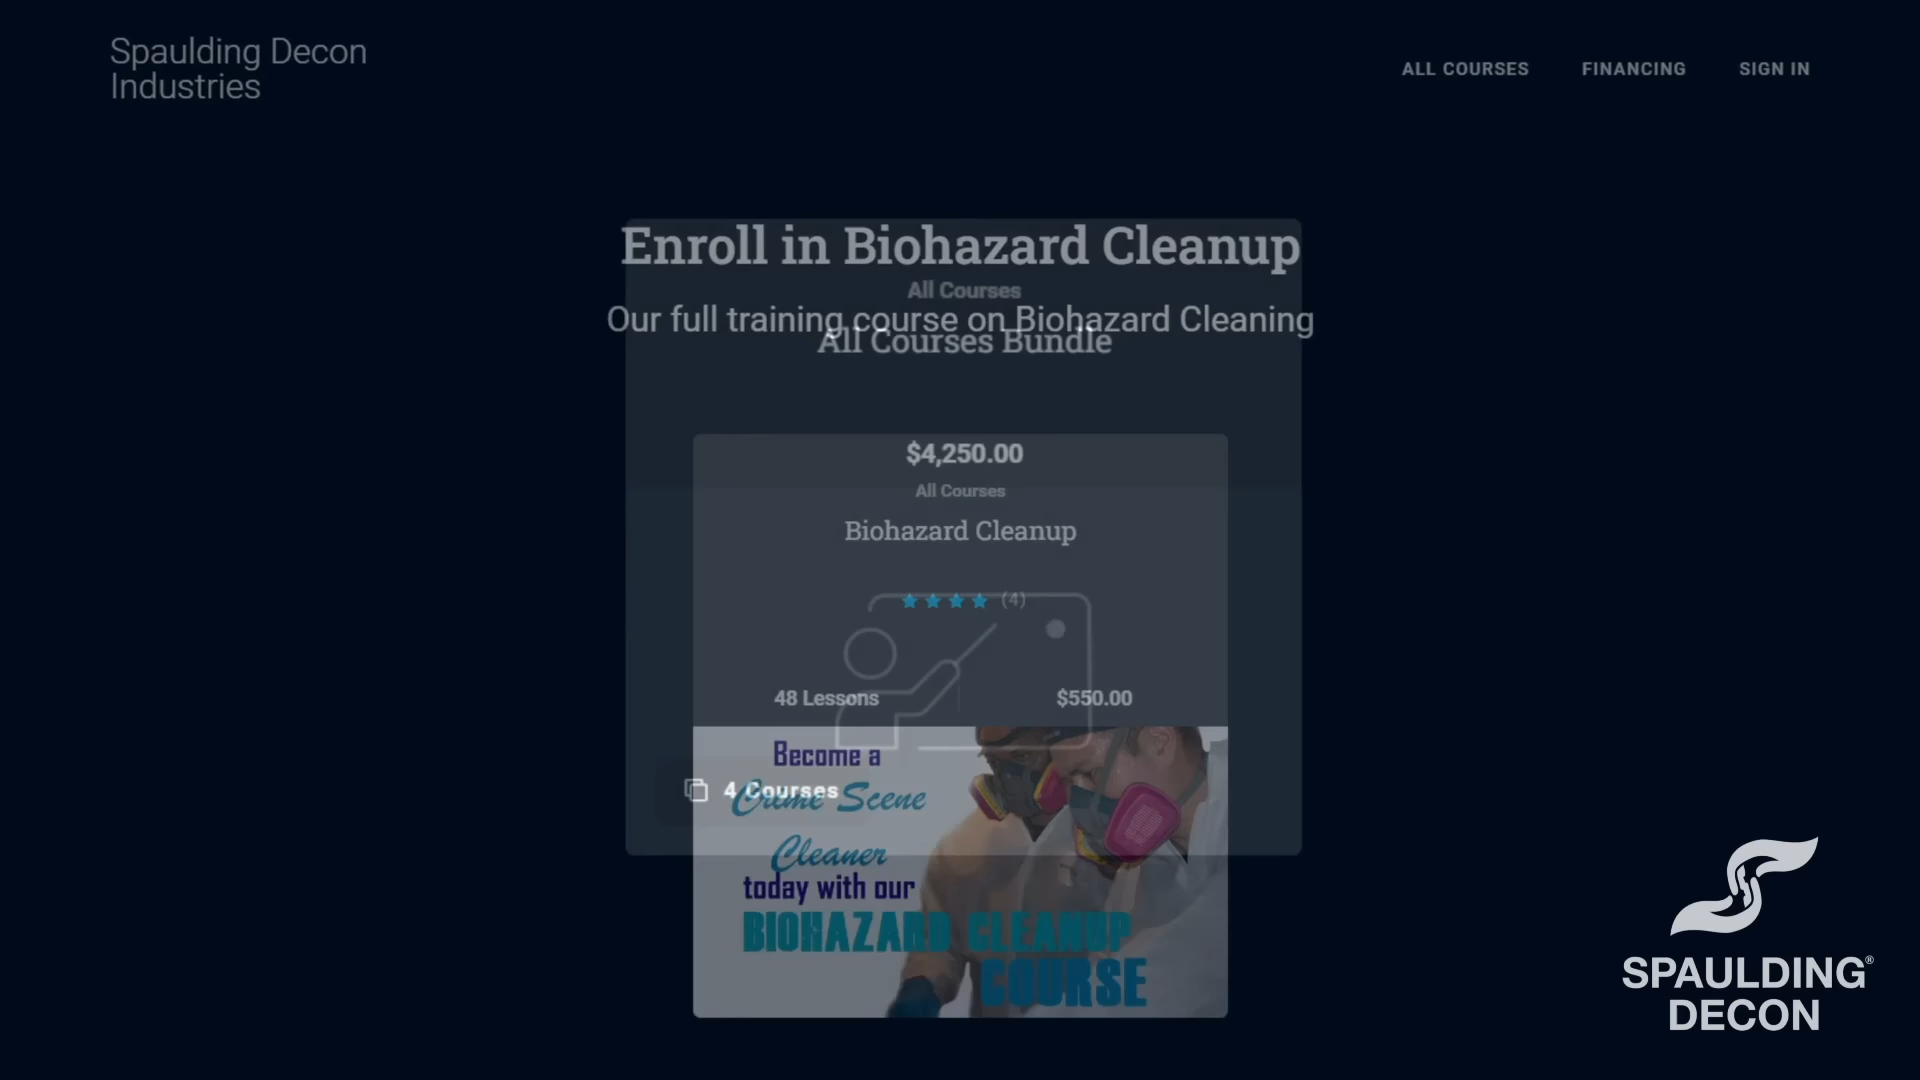 Spaulding Decon
Industries
ALL COURSES
FINANCING
SIGN IN
Enroll in Biohazard Cleanup
All Courses
Our full training course on Biohazard Cleaning
All Courses Bundle
$4,250.00
All Courses
Biohazard Cleanup
(4)
48 Lessons
$550.00
Become a
4 Courses
Crime Scene
Cleaner
today with our
BIOHAZARD CLEANUP
COURSE
SPAULDING®
DECON